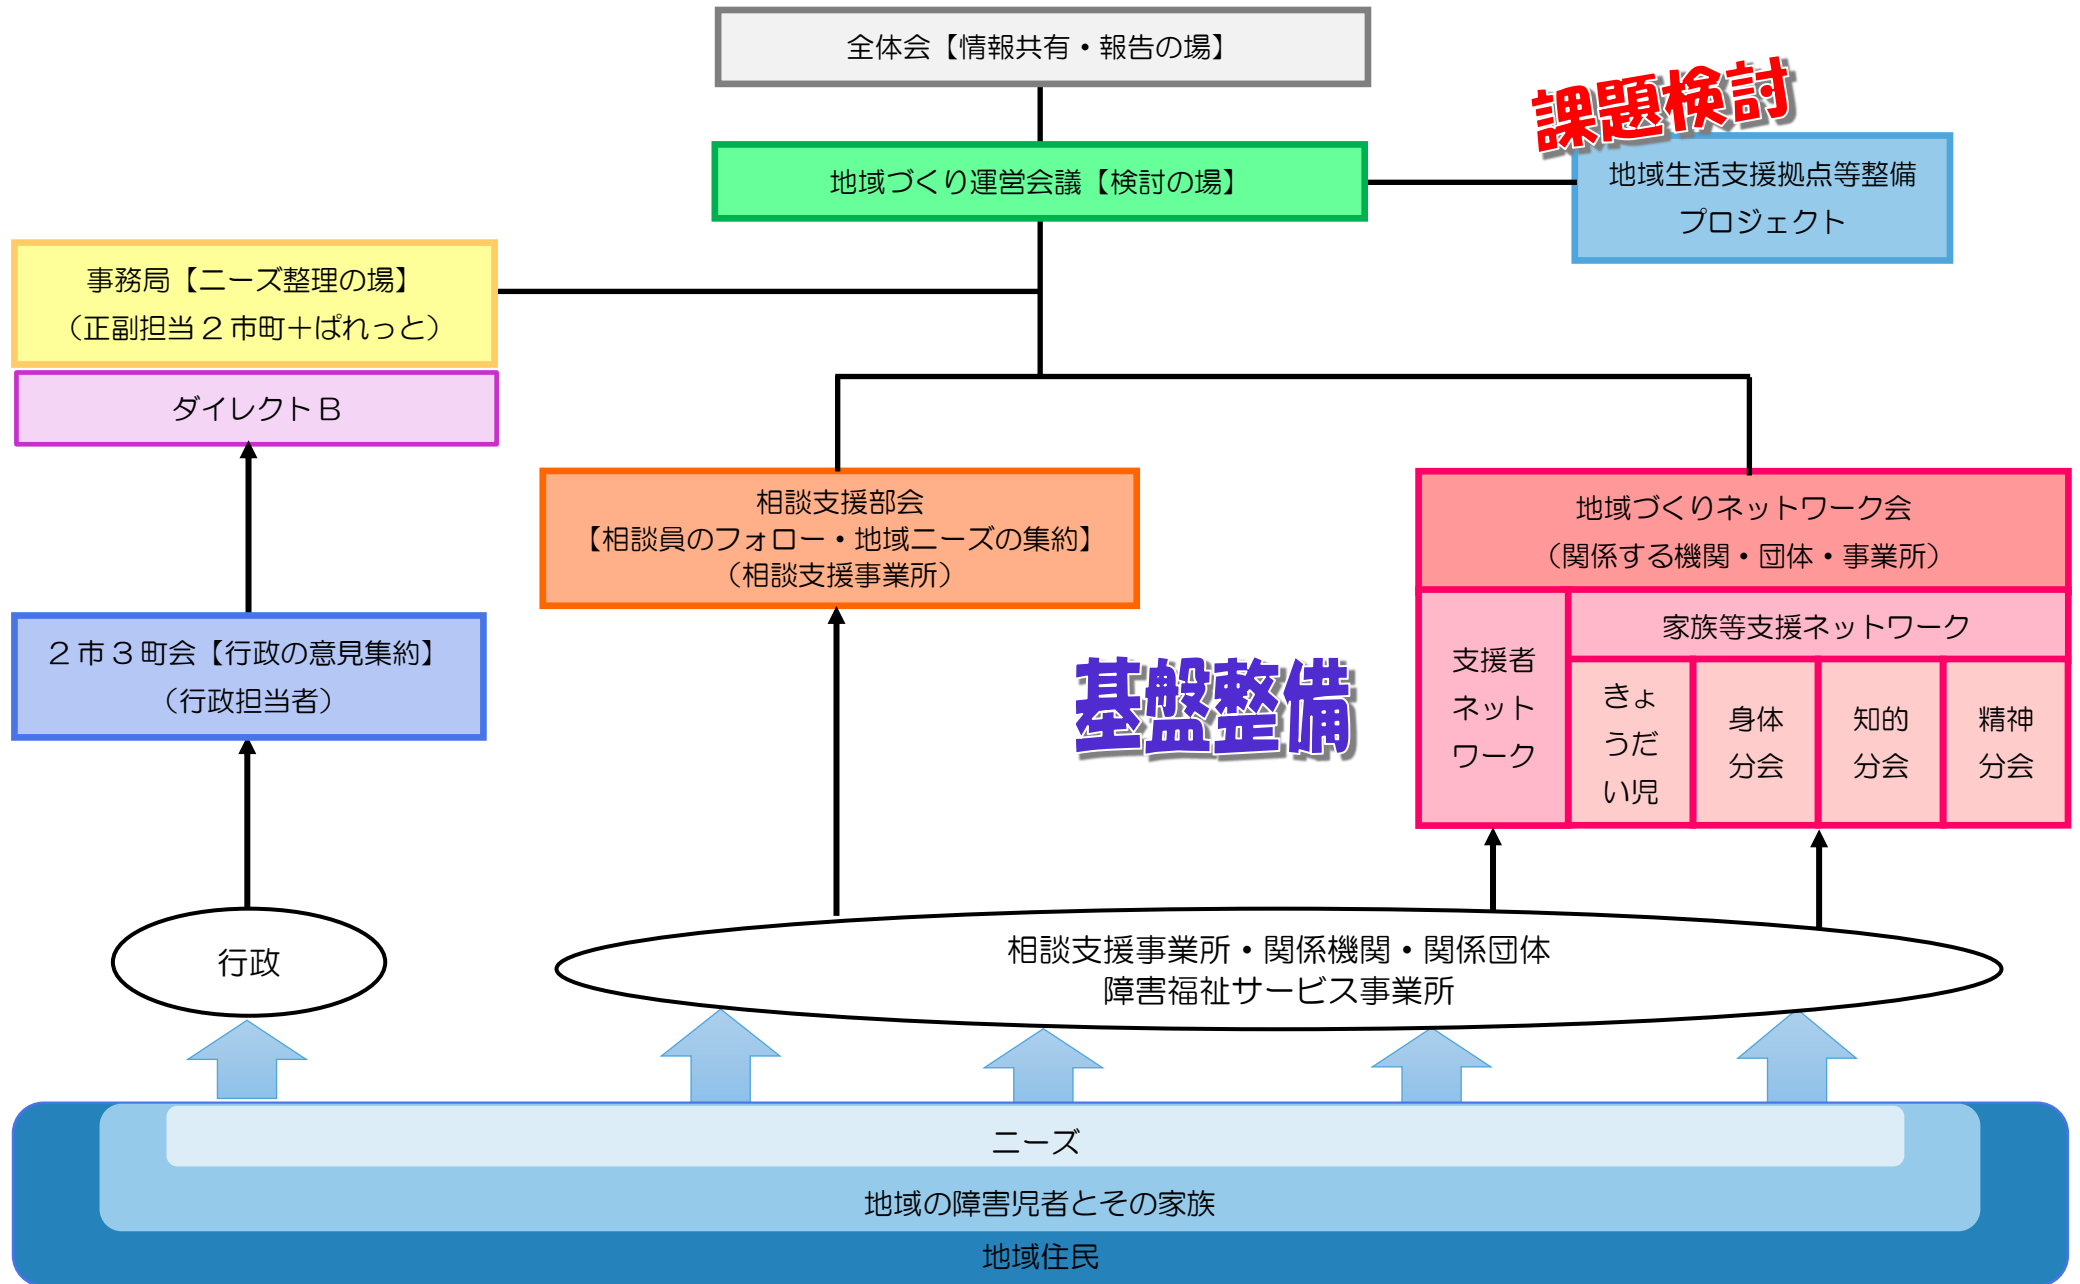 全体会【情報共有・報告の場】
課題検討
地域づくり運営会議【検討の場】
地域生活支援拠点等整備
プロジェクト
事務局【ニーズ整理の場】
（正副担当２市町＋ぱれっと）
ダイレクトＢ
相談支援部会
【相談員のフォロー・地域ニーズの集約】
（相談支援事業所）
地域づくりネットワーク会
（関係する機関・団体・事業所）
２市３町会【行政の意見集約】
（行政担当者）
基盤整備
支援者
ネット
ワーク
家族等支援ネットワーク
きょ
うだ
い児
身体
分会
知的
分会
精神
分会
行政
相談支援事業所・関係機関・関係団体
障害福祉サービス事業所
ニーズ
地域の障害児者とその家族
地域住民